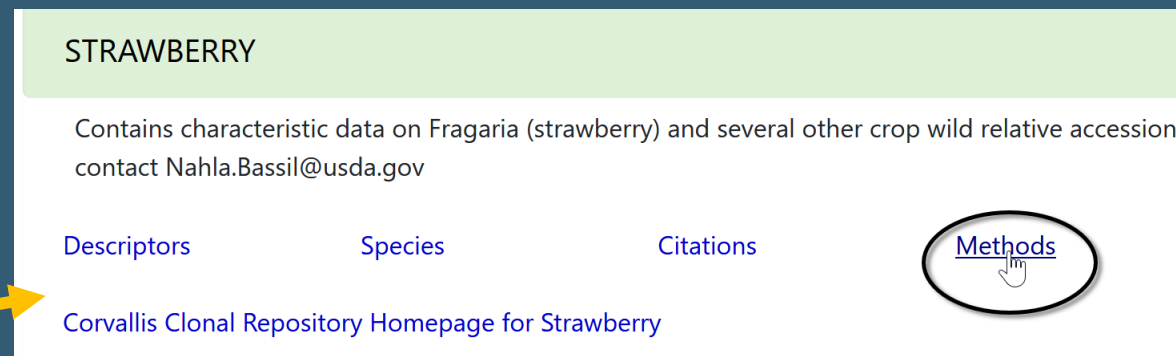 STRAWBERRY
Contains characteristic data on Fragaria (strawberry) and several other crop wild relative accession
contact Nahla.Bassil@usda.gov
Descriptors Species Citations Methods
Corvallis Clonal Repository Homepage for Strawberry